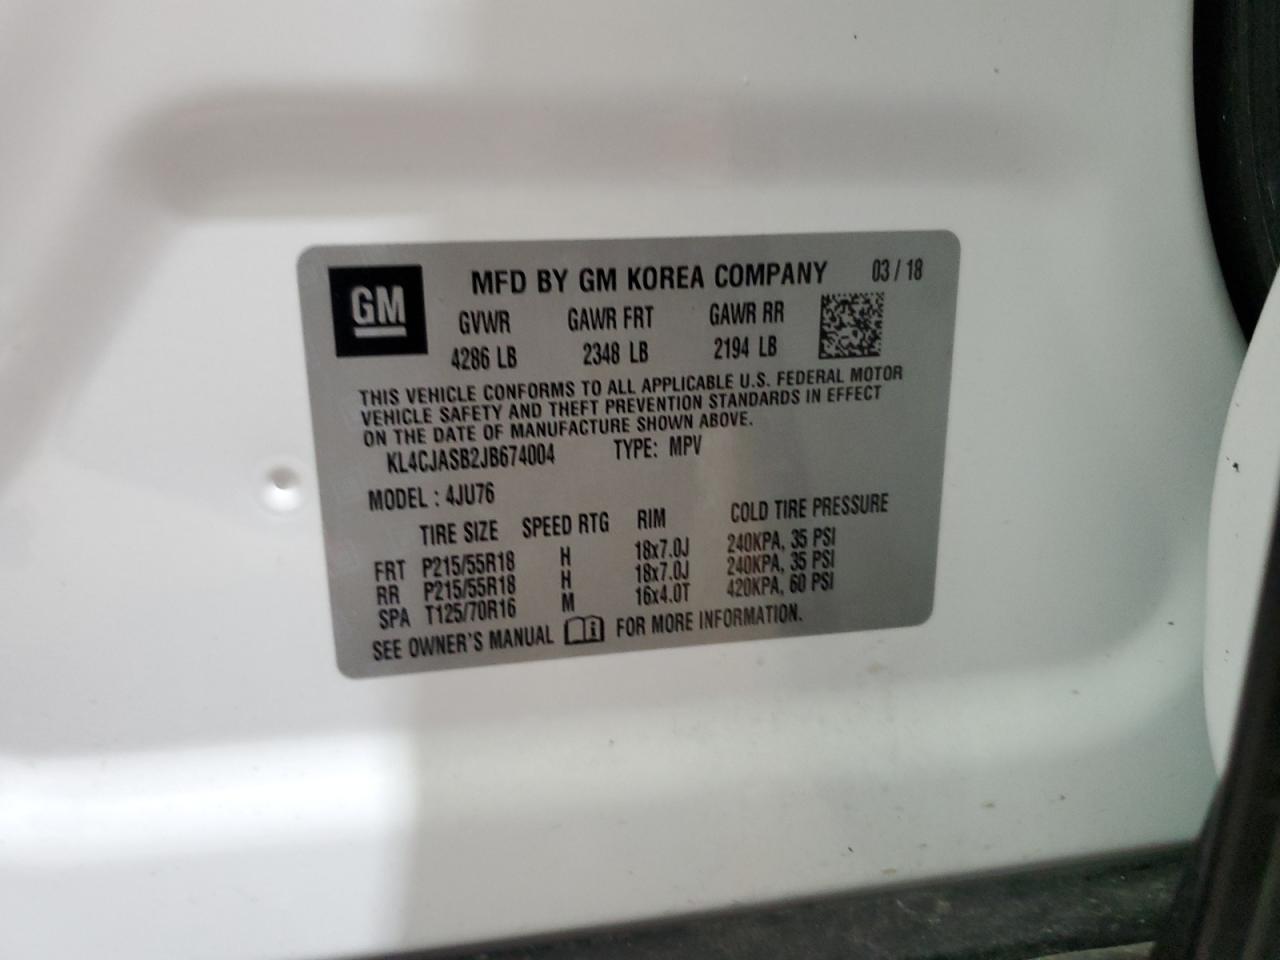 GM
MFD BY GM KOREA COMPANY 03 / 18
GVWR GAWR FRT GAWR RR
4286 LB 2348 LB 2194 LB
THIS VEHICLE CONFORMS TO ALL APPLICABLE U.S. FEDERAL MOTOR
VEHICLE SAFETY AND THEFT PREVENTION STANDARDS IN EFFECT
ON THE DATE OF MANUFACTURE SHOWN ABOVE.
KL4CJASB2JB674004 TYPE: MPV
MODEL : 4JU76
TIRE SIZE SPEED RTG RIM COLD TIRE PRESSURE
FRT P215/55R18 H 18x7.0J 240KPA, 35 PSI
RR P215/55R18 H 18x7.0J 240KPA, 35 PSI
SPA T125/70R16 M 16x4.0T 420KPA, 60 PSI
SEE OWNER'S MANUAL i FOR MORE INFORMATION.